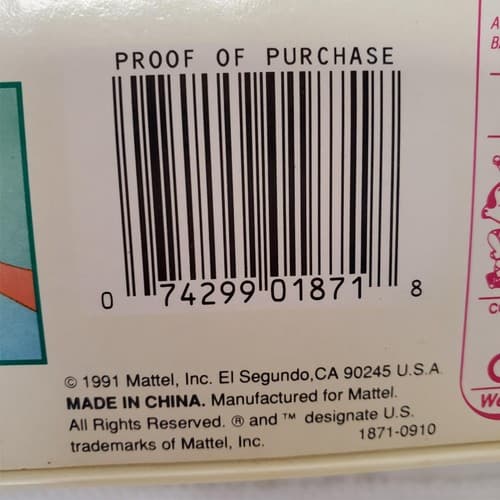 PROOF OF PURCHASE
0 74299 01871 8
© 1991 Mattel, Inc. El Segundo,CA 90245 U.S.A.
MADE IN CHINA. Manufactured for Mattel.
All Rights Reserved. ® and ™ designate U.S.
trademarks of Mattel, Inc.
1871-0910